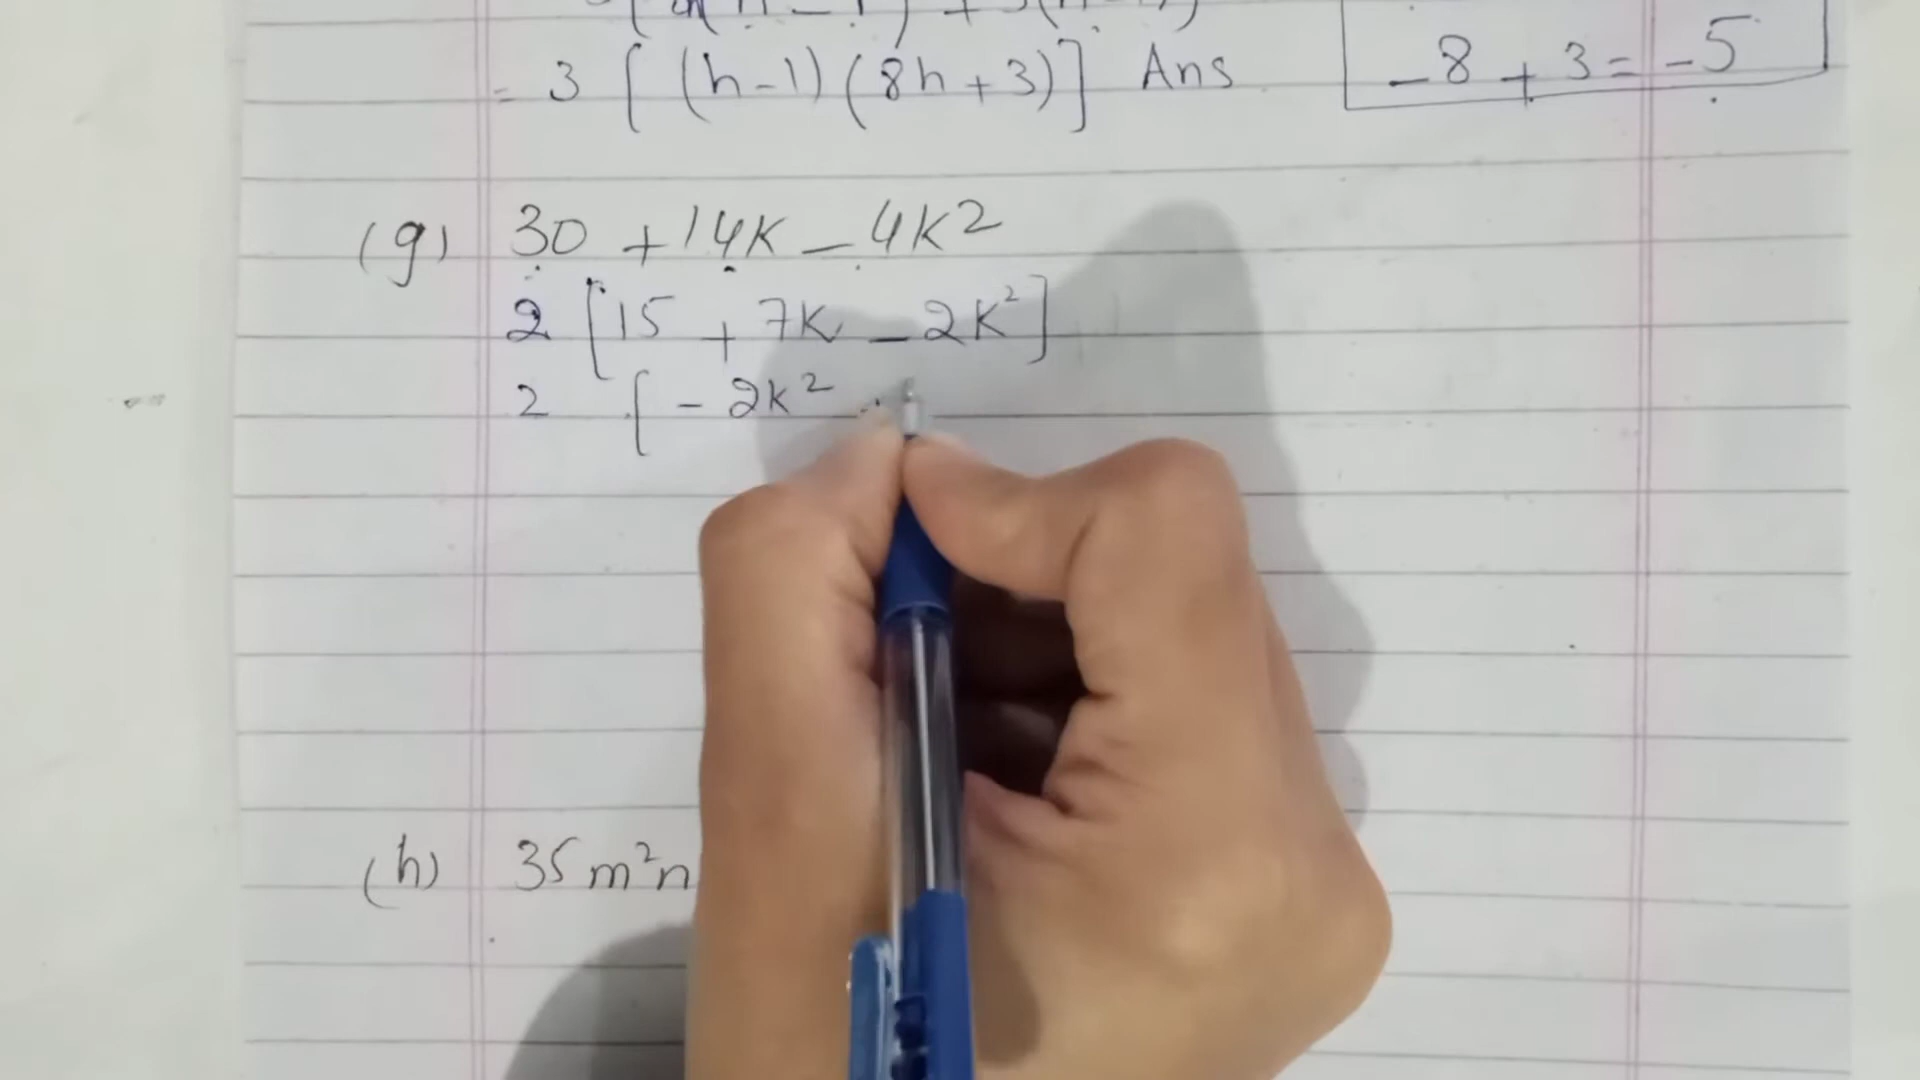 = 3 [ (h-1) (8h+3) ] Ans
-8 + 3 = -5
(g) 30 + 14K - 4K2
2 [ 15 + 7K - 2K² ]
2 [ - 2K²
(h) 35m²n